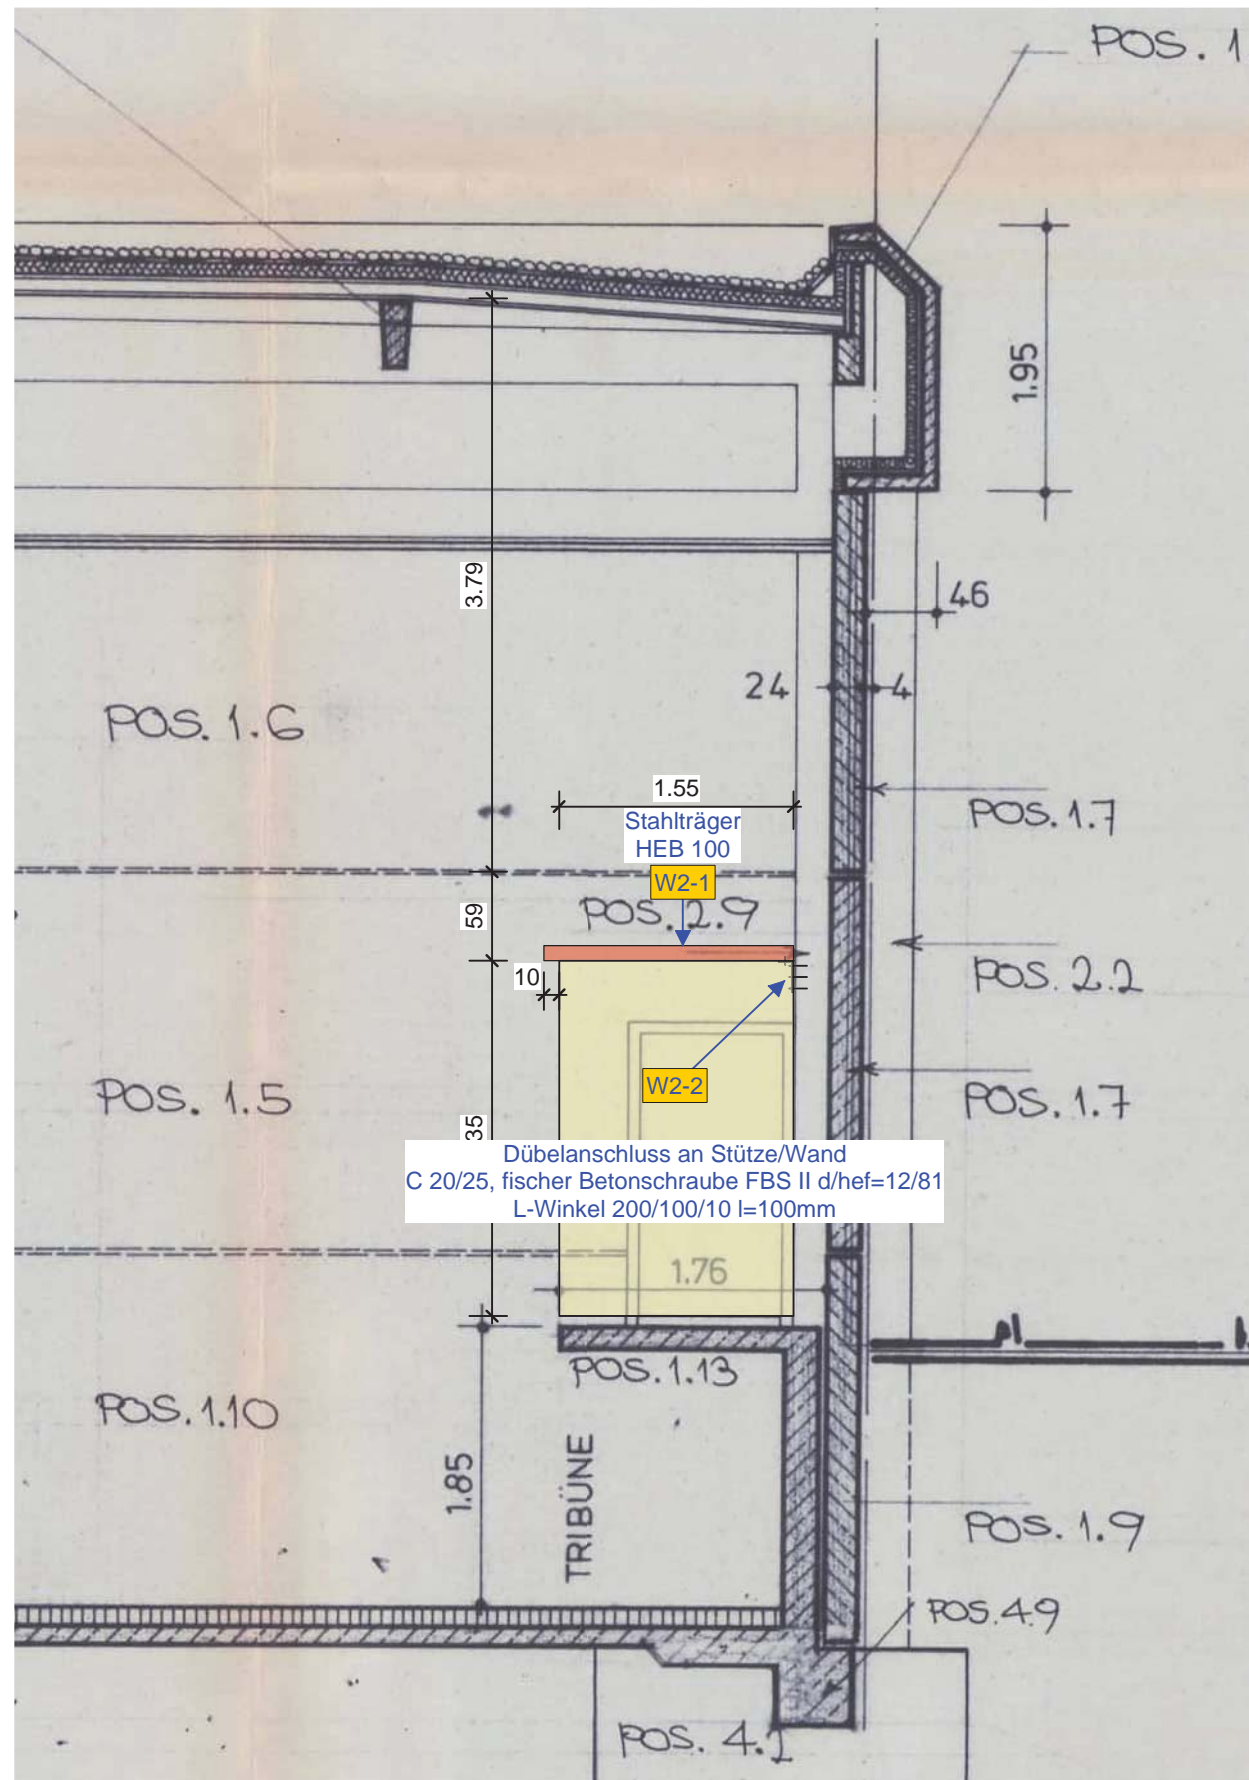 POS. 1
1.95
3.79
46
24
4
POS. 1.6
1.55
Stahlträger
HEB 100
W2-1
POS. 1.7
59
POS. 2.9
10
POS. 2.2
W2-2
POS. 1.5
POS. 1.7
35
Dübelanschluss an Stütze/Wand
C 20/25, fischer Betonschraube FBS II d/hef=12/81
L-Winkel 200/100/10 l=100mm
1.76
POS. 1.13
POS. 1.10
1.85
TRIBÜNE
POS. 1.9
POS. 4.9
POS. 4.